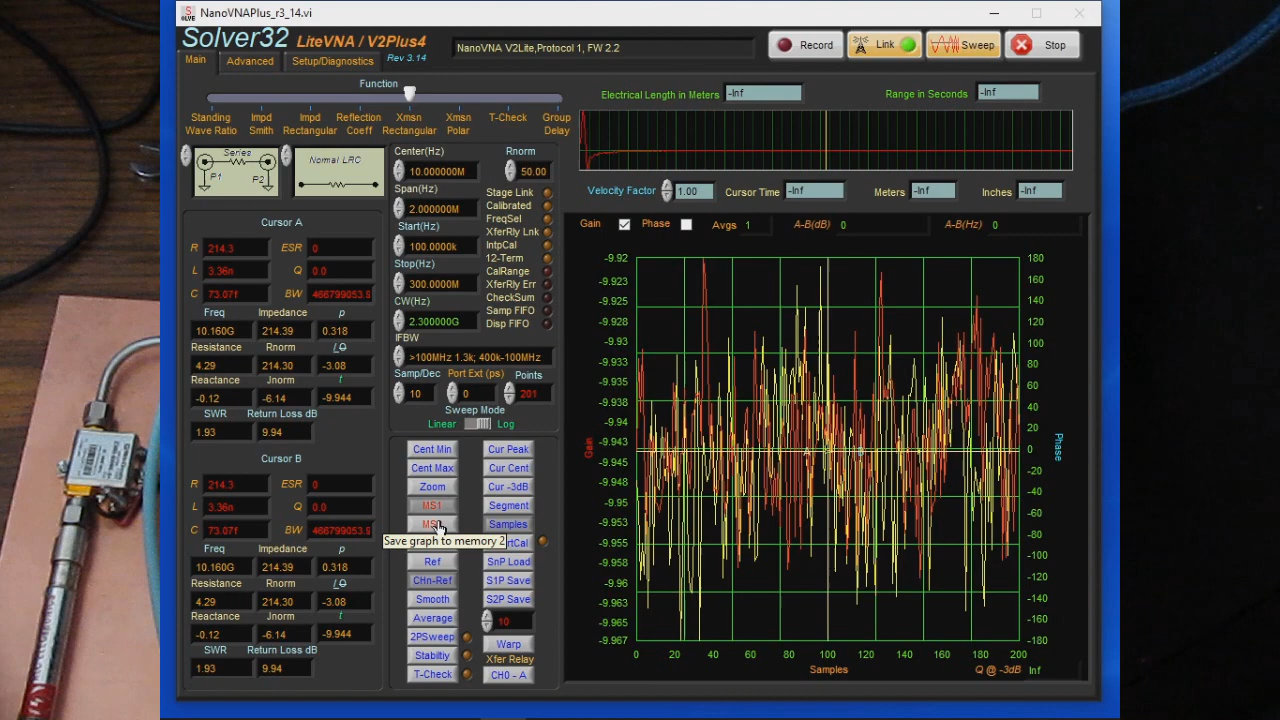 NanoVNAPlus_r3_14.vi
Solver32 LiteVNA / V2Plus4
Rev 3.14
NanoVNA V2Lite,Protocol 1, FW 2.2
Record
Link
Sweep
Stop
Main
Advanced
Setup/Diagnostics
Function
Standing Wave Ratio
Impd Smith
Impd Rectangular
Reflection Coeff
Xmsn Rectangular
Xmsn Polar
T-Check
Group Delay
Series
P1
P2
Normal LRC
Cursor A
R 214.3 ESR 0
L 3.36n Q 0.0
C 73.07f BW 466799053.9
Freq Impedance p
10.160G 214.39 0.318
Resistance Rnorm
4.29 214.30 -3.08
Reactance Jnorm t
-0.12 -6.14 -9.944
SWR Return Loss dB
1.93 9.94
Cursor B
R 214.3 ESR 0
L 3.36n Q 0.0
C 73.07f BW 466799053.9
Freq Impedance p
10.160G 214.39 0.318
Resistance Rnorm
4.29 214.30 -3.08
Reactance Jnorm t
-0.12 -6.14 -9.944
SWR Return Loss dB
1.93 9.94
Center(Hz)
10.000000M
Rnorm
50.00
Span(Hz)
2.000000M
Start(Hz)
100.0000k
Stop(Hz)
300.0000M
CW(Hz)
2.300000G
Stage Link
Calibrated
FreqSel
XferRly Lnk
IntpCal
12-Term
CalRange
XferRly Err
CheckSum
Samp FIFO
Disp FIFO
IFBW
>100MHz 1.3k; 400k-100MHz
Samp/Dec Port Ext (ps) Points
10 0 201
Sweep Mode
Linear Log
Cent Min Cur Peak
Cent Max Cur Cent
Zoom Cur -3dB
MS1 Segment
Samples
Save graph to memory 2
Ref SnP Load
CHn-Ref S1P Save
Smooth S2P Save
Average 10
2PSweep
Warp
Stabiltiy Xfer Relay
T-Check CH0 - A
Electrical Length in Meters -Inf
Range in Seconds -Inf
Velocity Factor 1.00
Cursor Time -Inf
Meters -Inf
Inches -Inf
Gain Phase Avgs 1 A-B(dB) 0 A-B(Hz) 0
-9.92
-9.923
-9.925
-9.928
-9.93
-9.933
-9.935
-9.938
-9.94
-9.943
-9.945
-9.948
-9.95
-9.953
-9.955
-9.958
-9.96
-9.963
-9.965
-9.967
Gain
180
160
140
120
100
80
60
40
20
0
-20
-40
-60
-80
-100
-120
-140
-160
-180
Phase
0 20 40 60 80 100 120 140 160 180 200
Samples
Q @ -3dB Inf